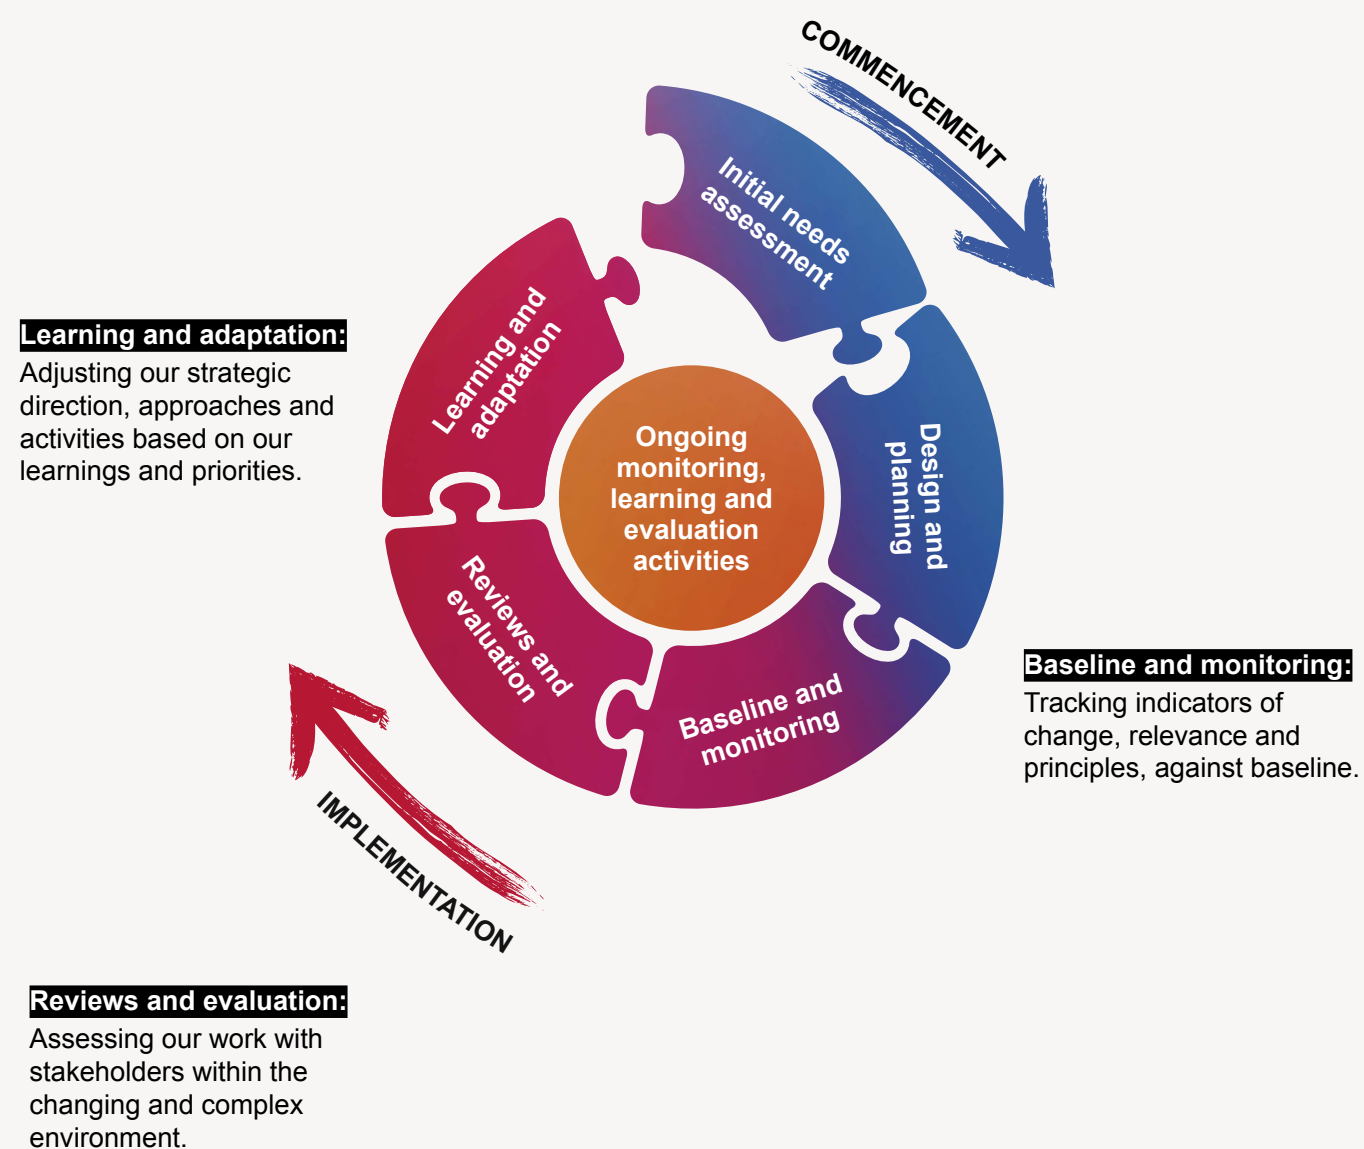 COMMENCEMENT
Initial needs
assessment
Design and
planning
Baseline and
monitoring
Reviews and
evaluation
Learning and
adaptation
Ongoing
monitoring,
learning and
evaluation
activities
IMPLEMENTATION
Learning and adaptation:
Adjusting our strategic
direction, approaches and
activities based on our
learnings and priorities.
Baseline and monitoring:
Tracking indicators of
change, relevance and
principles, against baseline.
Reviews and evaluation:
Assessing our work with
stakeholders within the
changing and complex
environment.